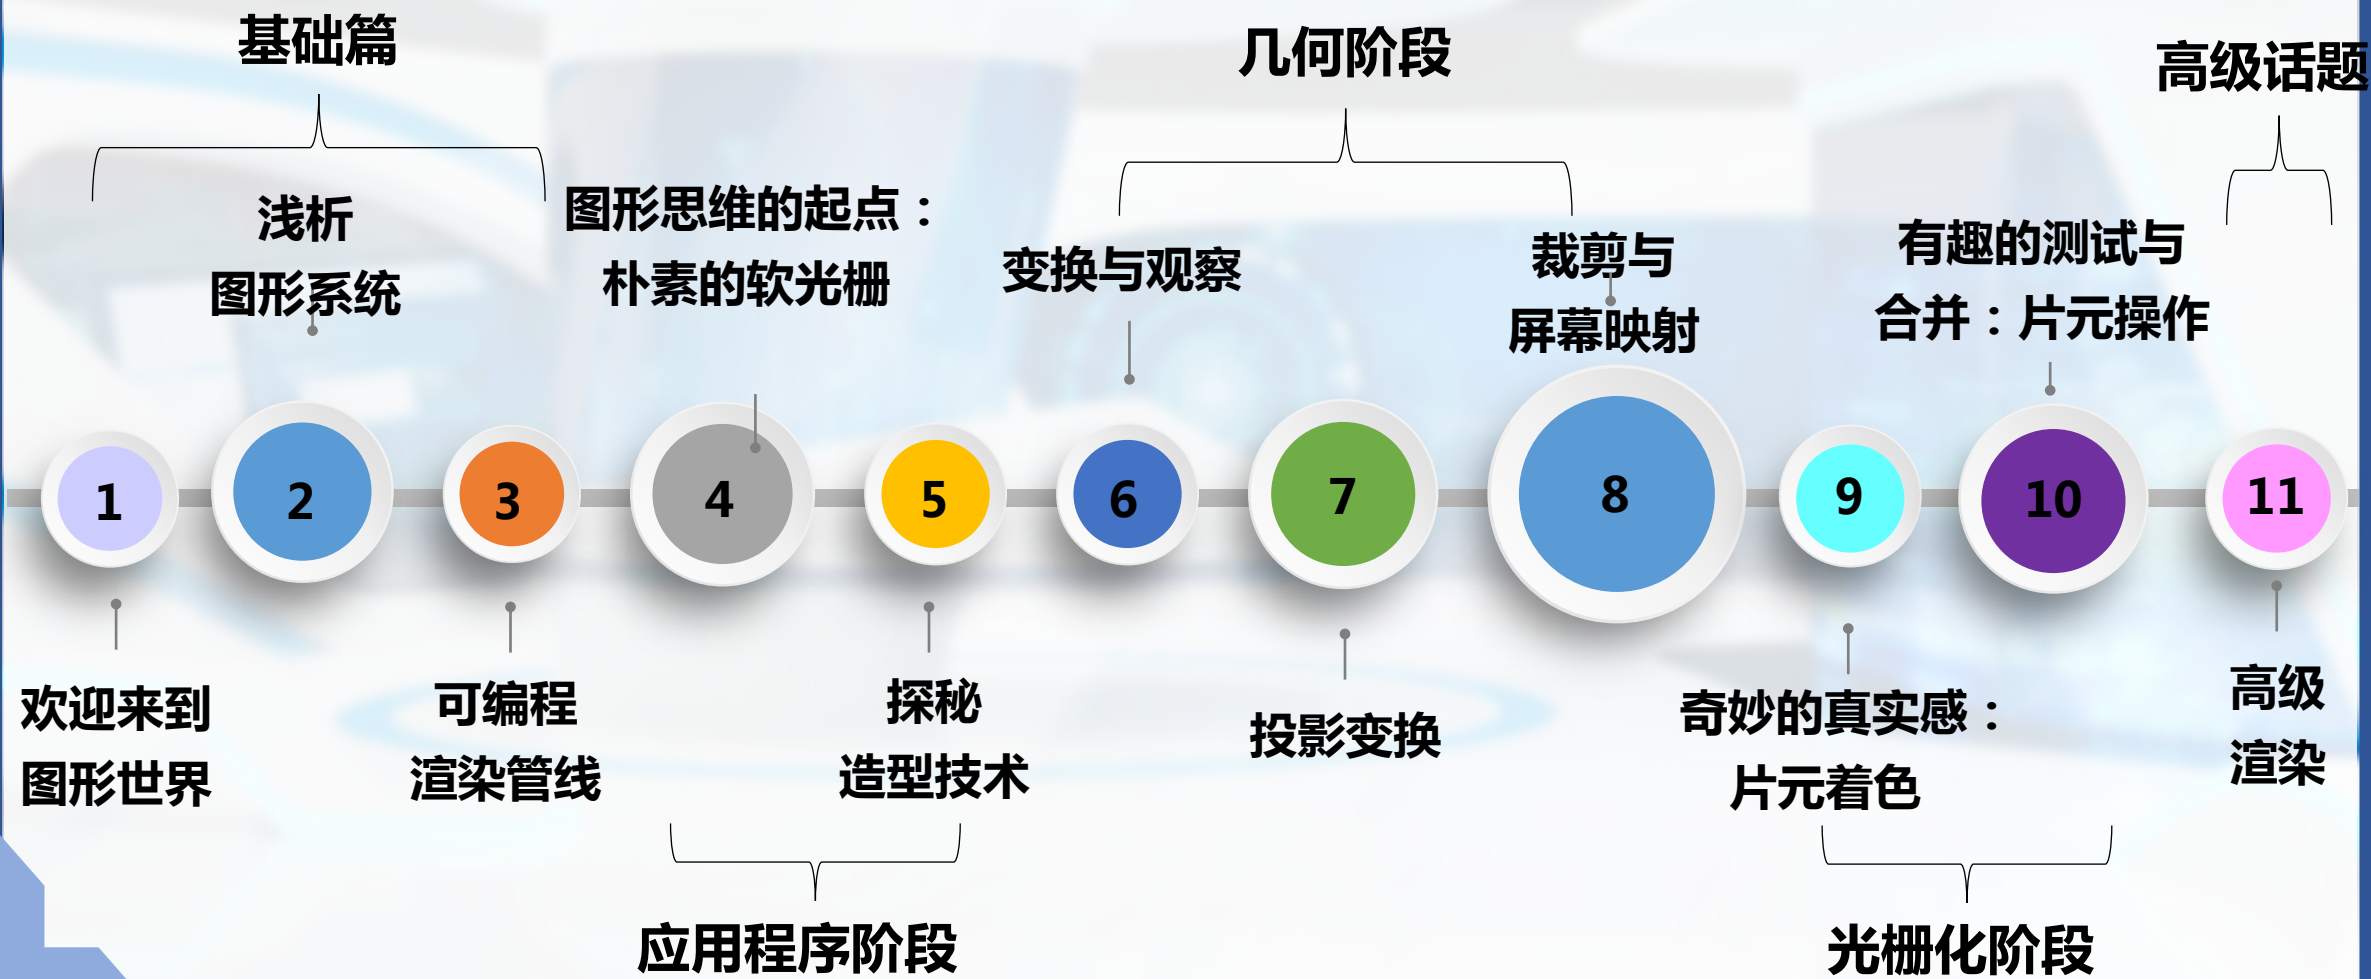 基础篇
几何阶段
高级话题
浅析
图形系统
图形思维的起点：
朴素的软光栅
变换与观察
裁剪与
屏幕映射
有趣的测试与
合并：片元操作
1
2
3
4
5
6
7
8
9
10
11
欢迎来到
图形世界
可编程
渲染管线
探秘
造型技术
投影变换
奇妙的真实感：
片元着色
高级
渲染
应用程序阶段
光栅化阶段